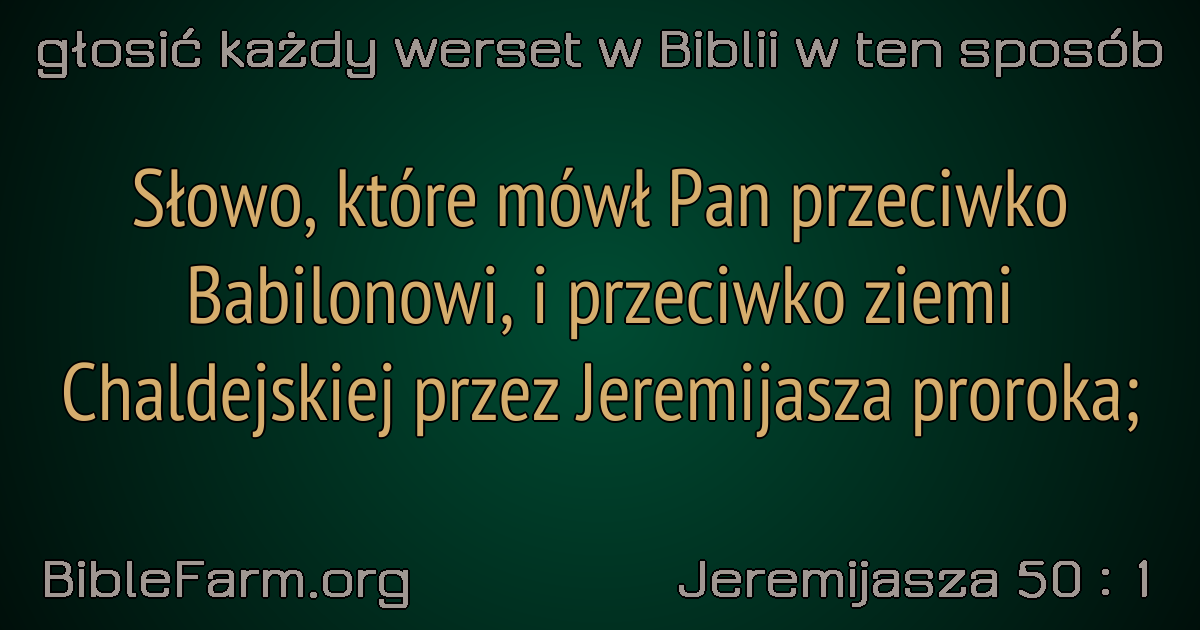 głosić każdy werset w Biblii w ten sposób
Słowo, które mówł Pan przeciwko
Babilonowi, i przeciwko ziemi
Chaldejskiej przez Jeremijasza proroka;
BibleFarm.org
Jeremijasza 50 : 1